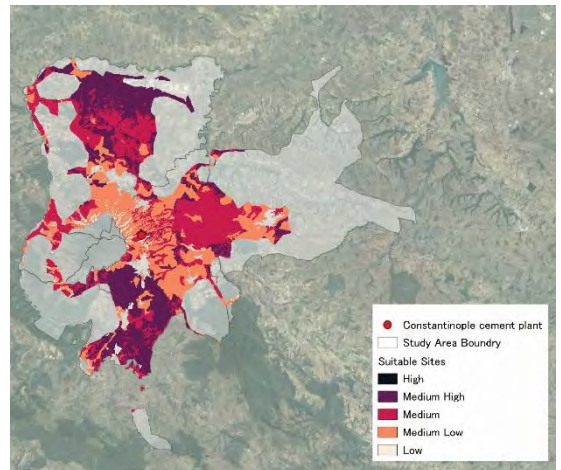 Constantinople cement plant
Study Area Boundry
Suitable Sites
High
Medium High
Medium
Medium Low
Low